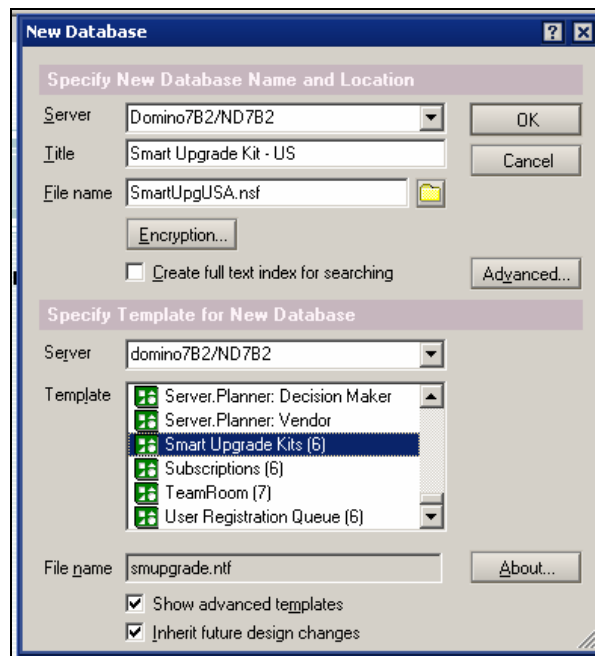 New Database
Specify New Database Name and Location
Server Domino7B2/ND7B2 OK
Title Smart Upgrade Kit - US Cancel
File name SmartUpgUSA.nsf
Encryption...
Create full text index for searching Advanced...
Specify Template for New Database
Server domino7B2/ND7B2
Template Server.Planner: Decision Maker
Server.Planner: Vendor
Smart Upgrade Kits (6)
Subscriptions (6)
TeamRoom (7)
User Registration Queue (6)
File name smupgrade.ntf About...
Show advanced templates
Inherit future design changes